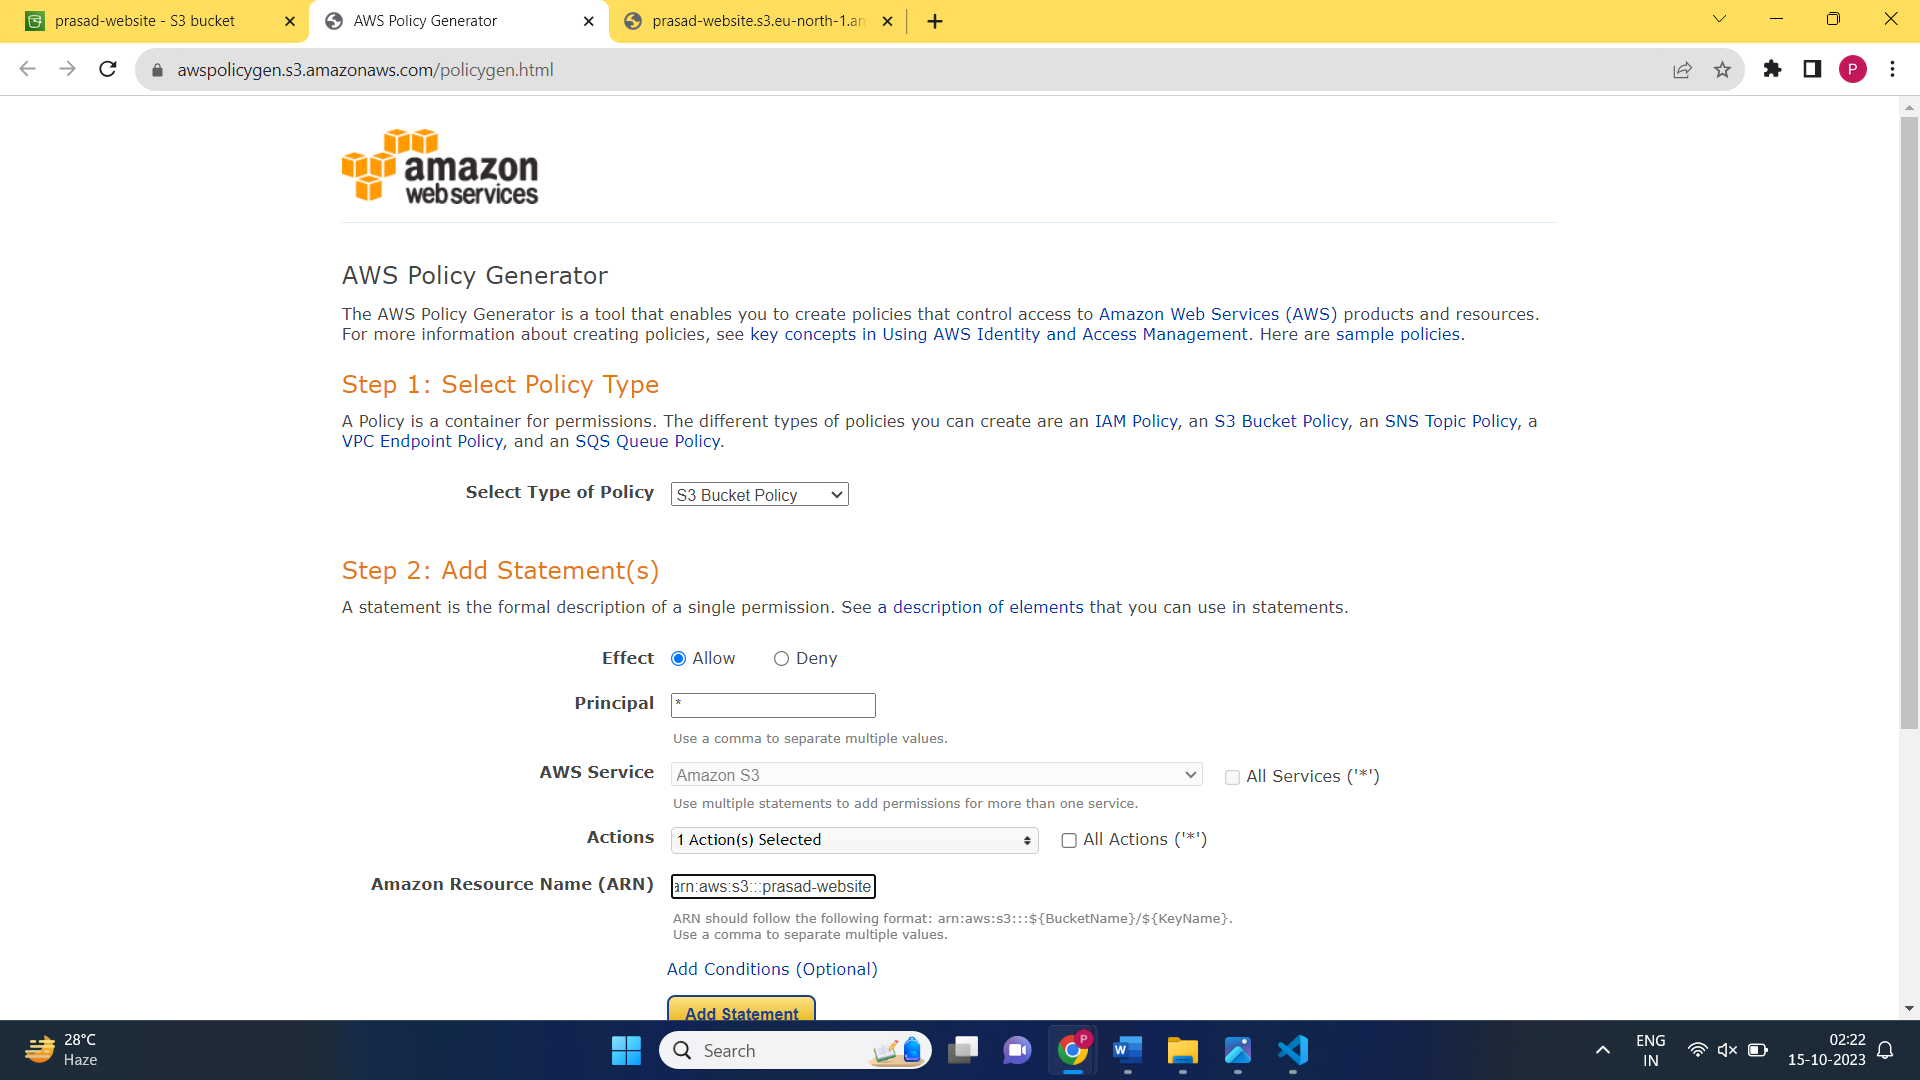 prasad-website - S3 bucket
AWS Policy Generator
prasad-website.s3.eu-north-1.an
awspolicygen.s3.amazonaws.com/policygen.html
P
amazon
webservices
AWS Policy Generator
The AWS Policy Generator is a tool that enables you to create policies that control access to Amazon Web Services (AWS) products and resources.
For more information about creating policies, see key concepts in Using AWS Identity and Access Management. Here are sample policies.
Step 1: Select Policy Type
A Policy is a container for permissions. The different types of policies you can create are an IAM Policy, an S3 Bucket Policy, an SNS Topic Policy, a
VPC Endpoint Policy, and an SQS Queue Policy.
Select Type of Policy S3 Bucket Policy
Step 2: Add Statement(s)
A statement is the formal description of a single permission. See a description of elements that you can use in statements.
Effect Allow Deny
Principal *
Use a comma to separate multiple values.
AWS Service Amazon S3 All Services ('*')
Use multiple statements to add permissions for more than one service.
Actions 1 Action(s) Selected All Actions ('*')
Amazon Resource Name (ARN) arn:aws:s3:::prasad-website
ARN should follow the following format: arn:aws:s3:::${BucketName}/${KeyName}.
Use a comma to separate multiple values.
Add Conditions (Optional)
Add Statement
28°C
Haze
Search
P
W
ENG
IN
02:22
15-10-2023